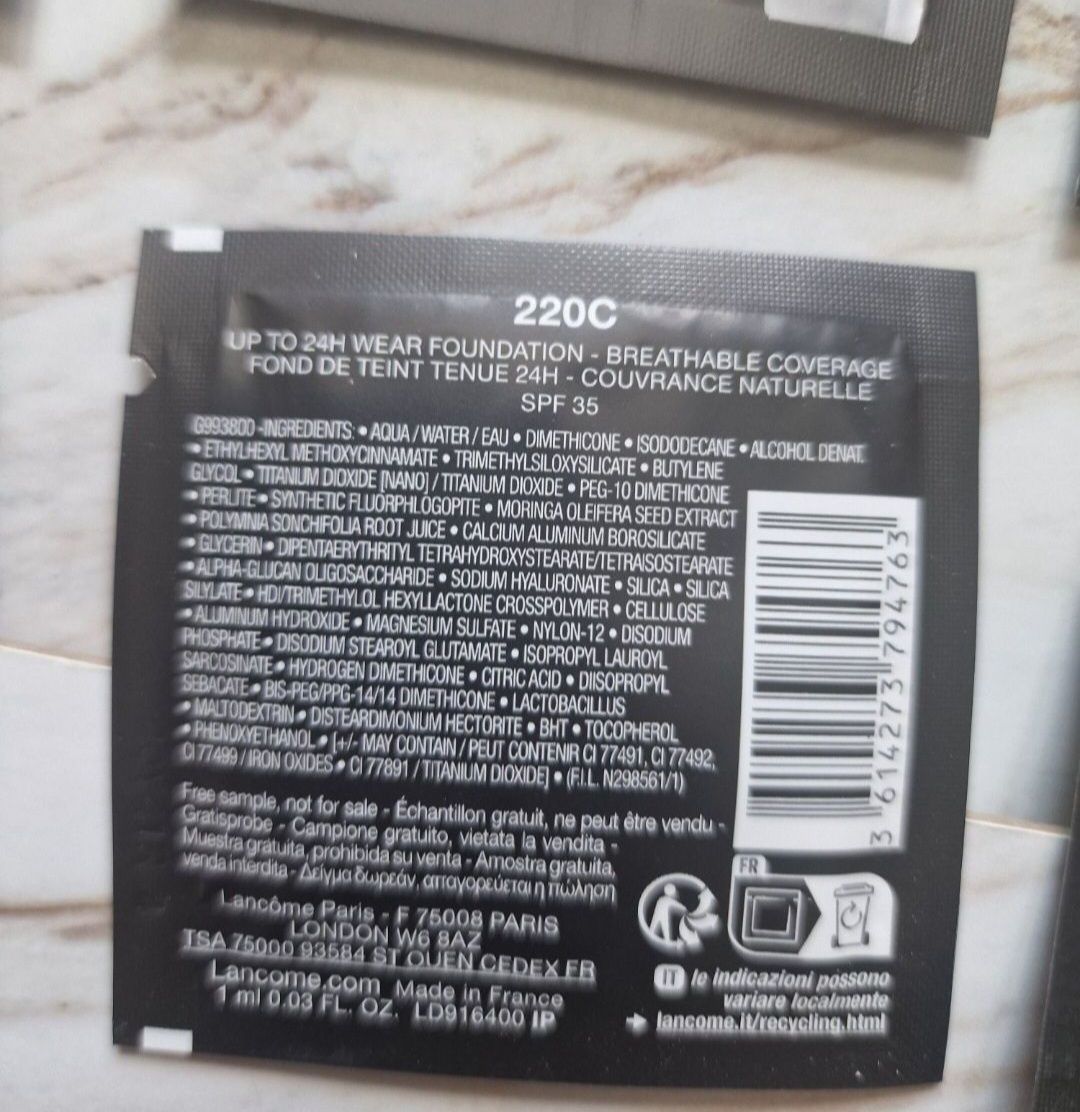 220C
UP TO 24H WEAR FOUNDATION - BREATHABLE COVERAGE
FOND DE TEINT TENUE 24H - COUVRANCE NATURELLE
SPF 35
G993800 - INGREDIENTS: • AQUA / WATER / EAU • DIMETHICONE • ISODODECANE • ALCOHOL DENAT.
• ETHYLHEXYL METHOXYCINNAMATE • TRIMETHYLSILOXYSILICATE • BUTYLENE
GLYCOL • TITANIUM DIOXIDE [NANO] / TITANIUM DIOXIDE • PEG-10 DIMETHICONE
• PERLITE • SYNTHETIC FLUORPHLOGOPITE • MORINGA OLEIFERA SEED EXTRACT
• POLYMNIA SONCHIFOLIA ROOT JUICE • CALCIUM ALUMINUM BOROSILICATE
• GLYCERIN • DIPENTAERYTHRITYL TETRAHYDROXYSTEARATE/TETRAISOSTEARATE
• ALPHA-GLUCAN OLIGOSACCHARIDE • SODIUM HYALURONATE • SILICA • SILICA
SILYLATE • HDI/TRIMETHYLOL HEXYLLACTONE CROSSPOLYMER • CELLULOSE
• ALUMINUM HYDROXIDE • MAGNESIUM SULFATE • NYLON-12 • DISODIUM
PHOSPHATE • DISODIUM STEAROYL GLUTAMATE • ISOPROPYL LAUROYL
SARCOSINATE • HYDROGEN DIMETHICONE • CITRIC ACID • DIISOPROPYL
SEBACATE • BIS-PEG/PPG-14/14 DIMETHICONE • LACTOBACILLUS
• MALTODEXTRIN • DISTEARDIMONIUM HECTORITE • BHT • TOCOPHEROL
• PHENOXYETHANOL • [+/- MAY CONTAIN / PEUT CONTENIR CI 77491, CI 77492,
CI 77499 / IRON OXIDES • CI 77891 / TITANIUM DIOXIDE] • (F.I.L. N298561/1)
3 614273 794763
Free sample, not for sale - Échantillon gratuit, ne peut être vendu -
Gratisprobe - Campione gratuito, vietata la vendita -
Muestra gratuita, prohibida su venta - Amostra gratuita,
venda interdita - Δείγμα δωρεάν, απαγορεύεται η πώληση
Lancôme Paris - F 75008 PARIS
LONDON W6 8AZ
TSA 75000 93584 ST OUEN CEDEX FR
Lancome.com Made in France
1 ml 0.03 FL. OZ. LD916400 IP
FR
IT le indicazioni possono
variare localmente
➔ lancome.it/recycling.html